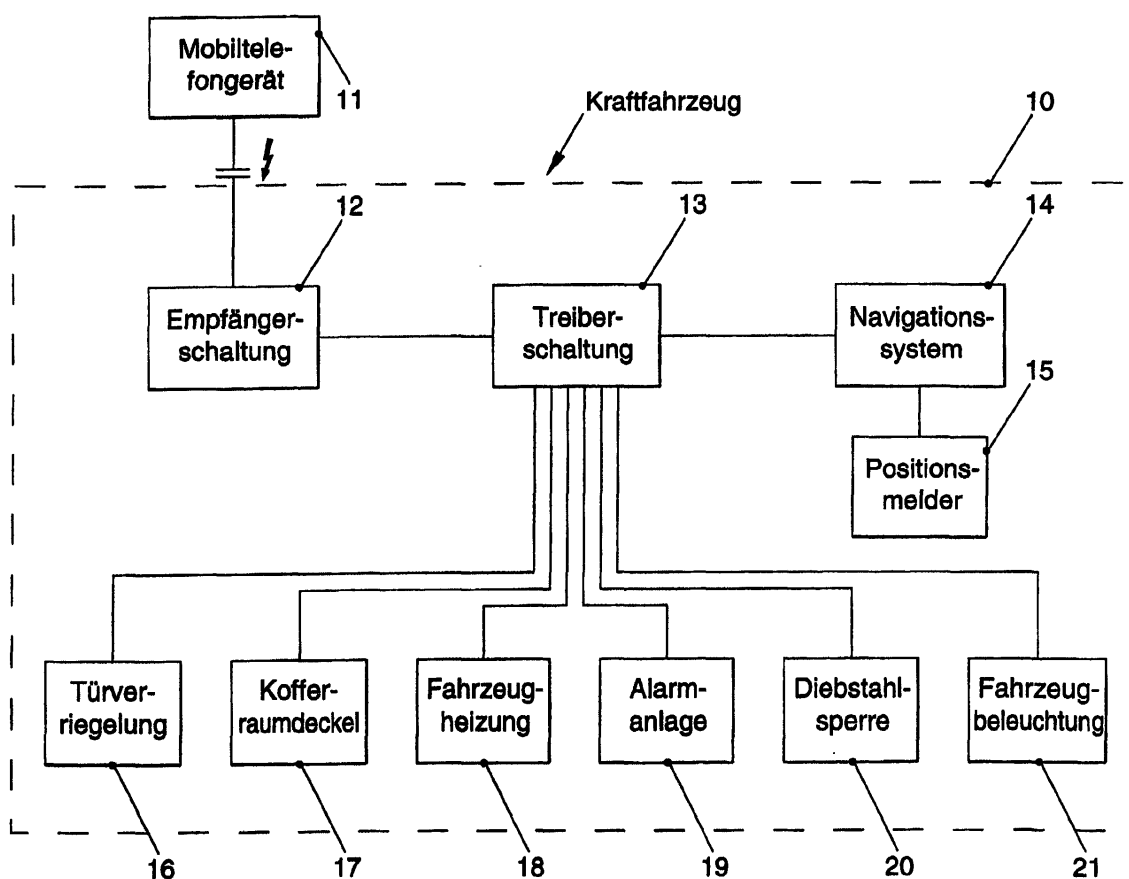 Mobiltele-
fongerät
11
Kraftfahrzeug
10
12
13
14
Empfänger-
schaltung
Treiber-
schaltung
Navigations-
system
15
Positions-
melder
Türver-
riegelung
Koffer-
raumdeckel
Fahrzeug-
heizung
Alarm-
anlage
Diebstahl-
sperre
Fahrzeug-
beleuchtung
16
17
18
19
20
21